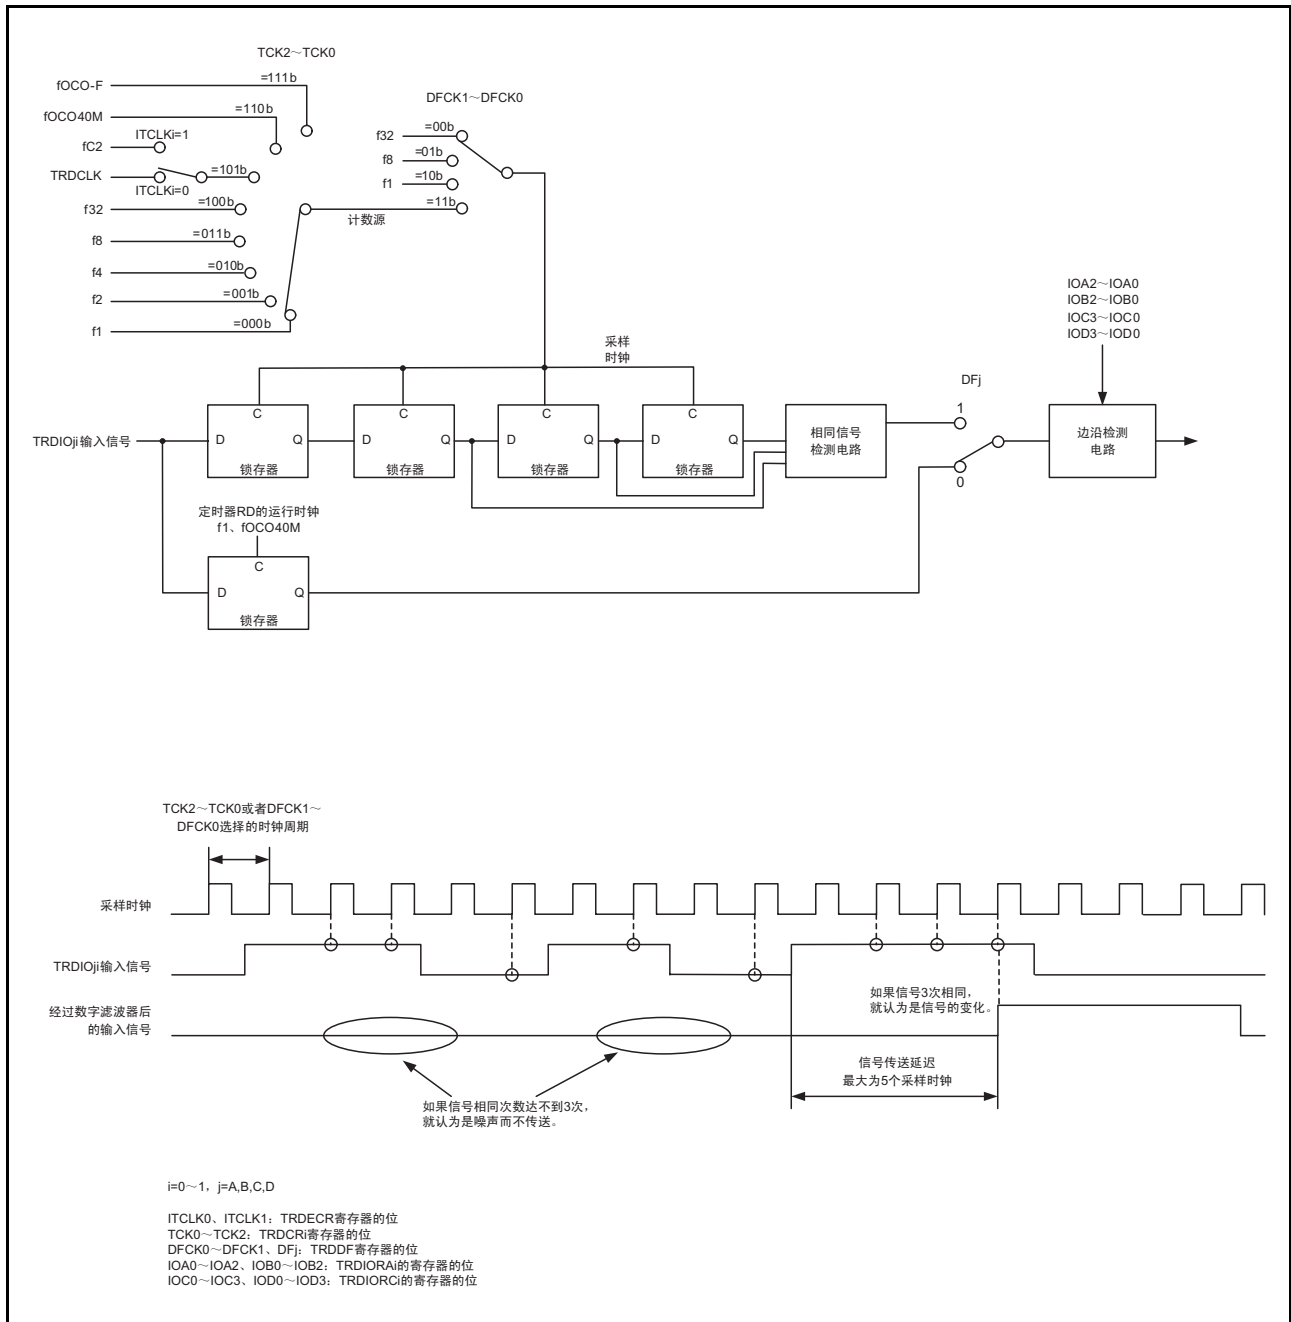 TCK2～TCK0
fOCO-F
=111b
fOCO40M
=110b
fC2
ITCLKi=1
TRDCLK
=101b
ITCLKi=0
f32
=100b
f8
=011b
f4
=010b
f2
=001b
f1
=000b
DFCK1～DFCK0
f32
=00b
f8
=01b
f1
=10b
=11b
计数源
采样
时钟
IOA2～IOA0
IOB2～IOB0
IOC3～IOC0
IOD3～IOD0
TRDIOji输入信号
C
D
Q
锁存器
C
D
Q
锁存器
C
D
Q
锁存器
C
D
Q
锁存器
相同信号
检测电路
DFj
1
0
边沿检测
电路
定时器RD的运行时钟
f1、fOCO40M
C
D
Q
锁存器
TCK2～TCK0或者DFCK1～
DFCK0选择的时钟周期
采样时钟
TRDIOji输入信号
如果信号3次相同，
就认为是信号的变化。
经过数字滤波器后
的输入信号
信号传送延迟
最大为5个采样时钟
如果信号相同次数达不到3次，
就认为是噪声而不传送。
i=0～1，j=A,B,C,D
ITCLK0、ITCLK1：TRDECR寄存器的位
TCK0～TCK2：TRDCRi寄存器的位
DFCK0～DFCK1、DFj：TRDDF寄存器的位
IOA0～IOA2、IOB0～IOB2：TRDIORAi的寄存器的位
IOC0～IOC3、IOD0～IOD3：TRDIORCi的寄存器的位